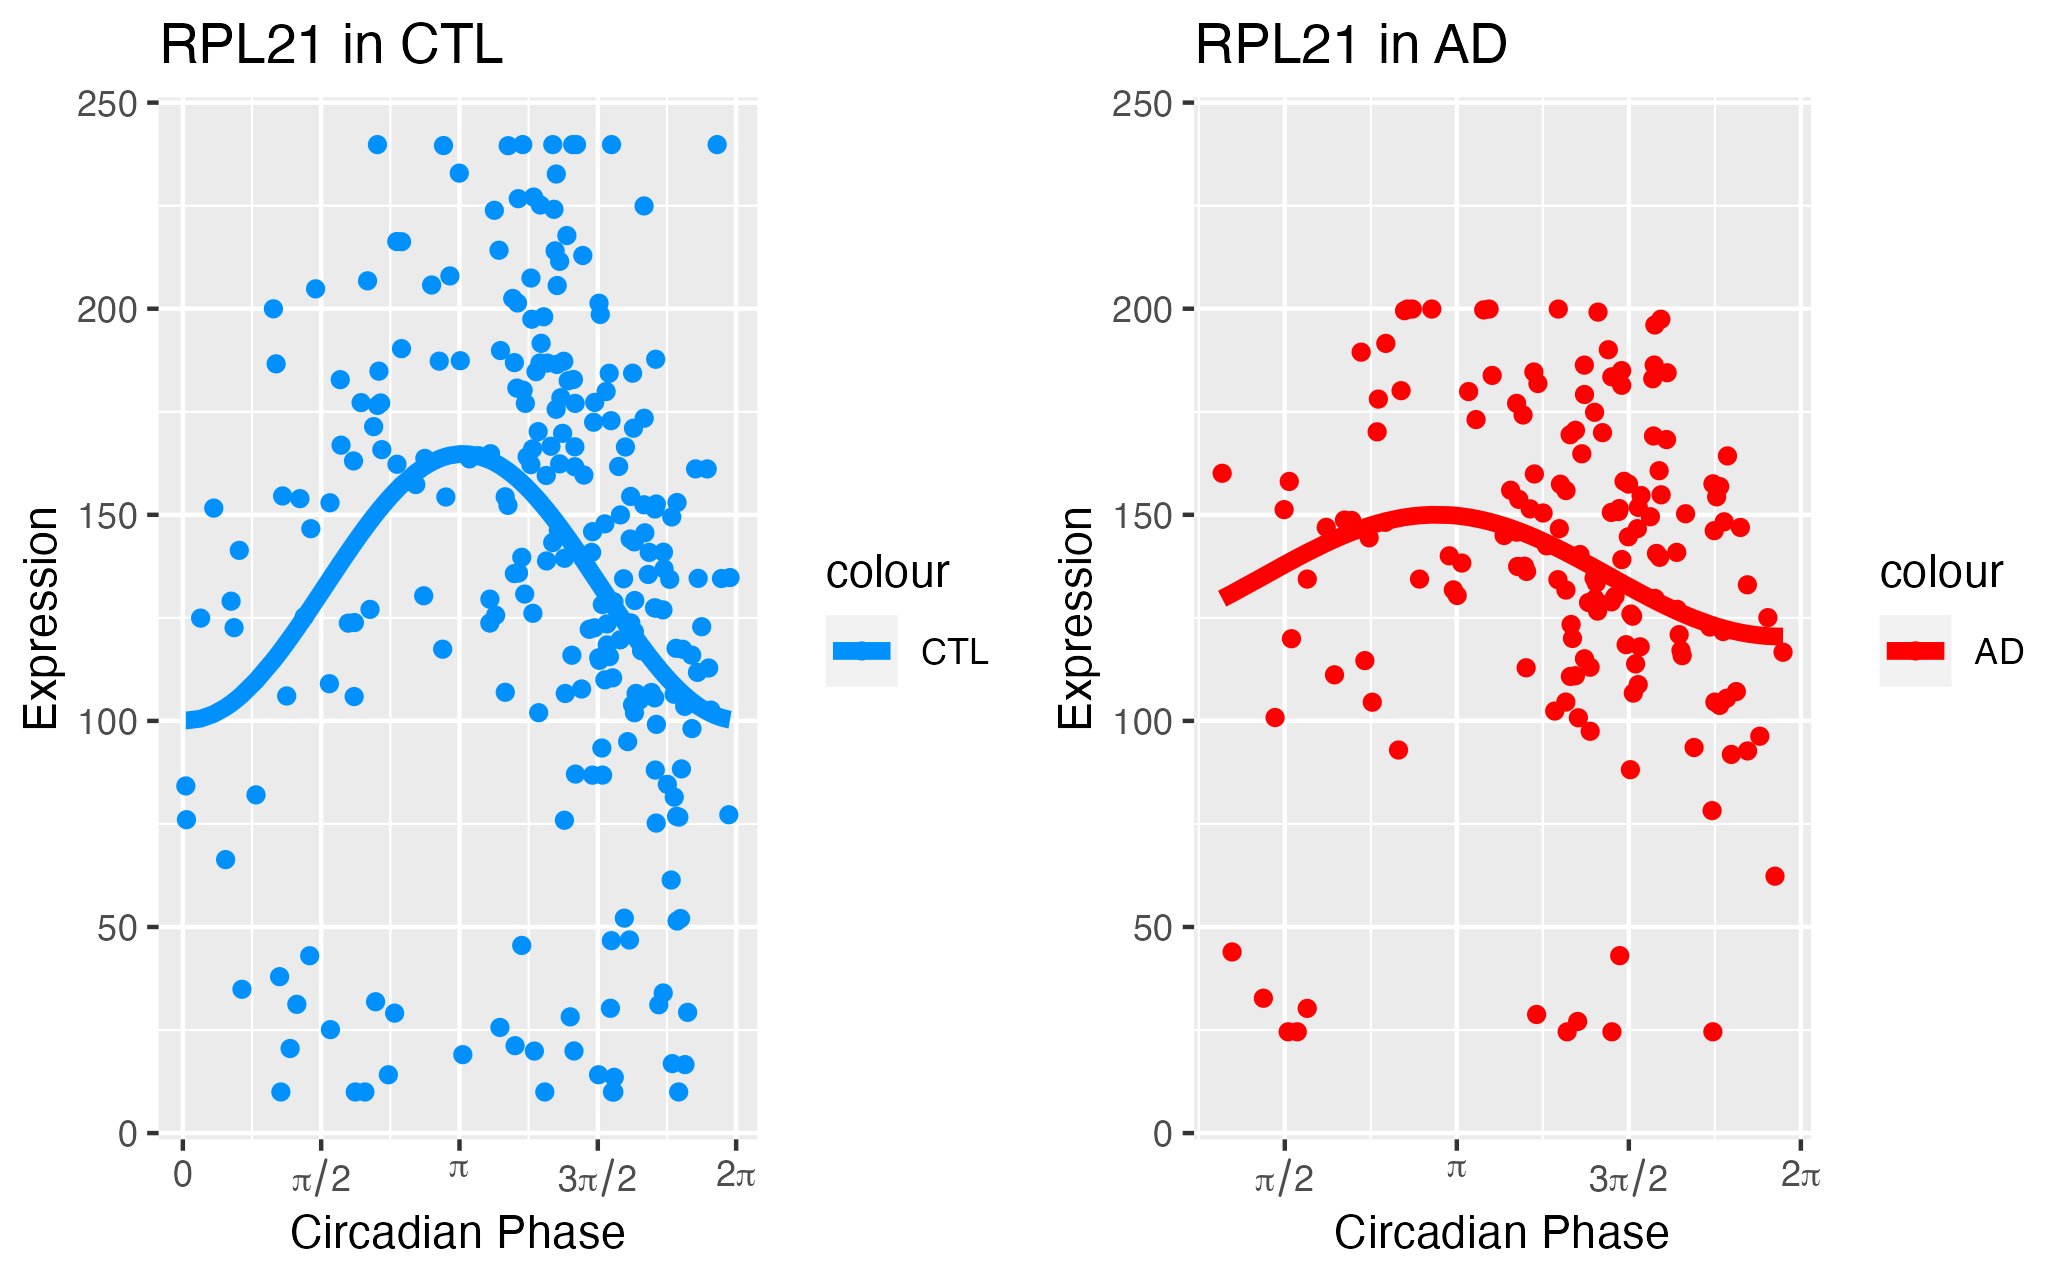 RPL21 in CTL
250
200
150
100
50
0
Expression
0
π/2
π
3π/2
2π
Circadian Phase
colour
CTL
RPL21 in AD
250
200
150
100
50
0
Expression
π/2
π
3π/2
2π
Circadian Phase
colour
AD